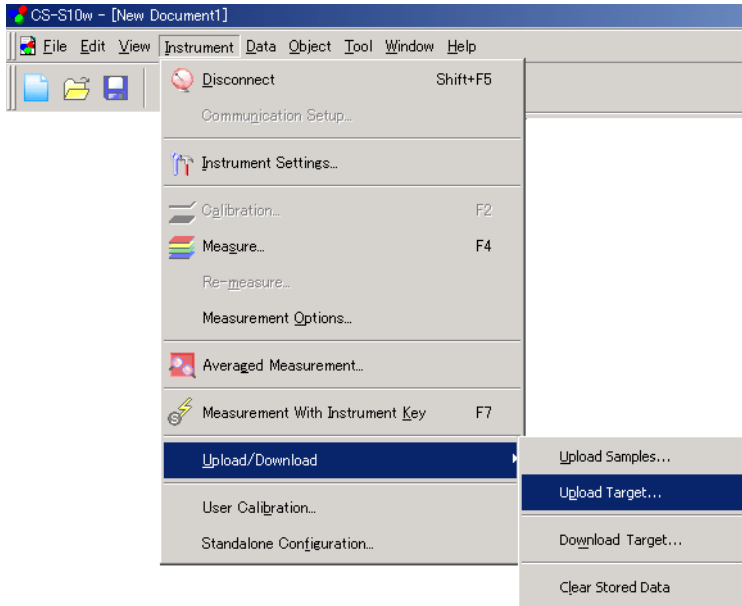 CS-S10w - [New Document1]
File Edit View Instrument Data Object Tool Window Help
Disconnect Shift+F5
Communication Setup...
Instrument Settings...
Calibration... F2
Measure... F4
Re-measure...
Measurement Options...
Averaged Measurement...
Measurement With Instrument Key F7
Upload/Download
Upload Samples...
Upload Target...
User Calibration...
Standalone Configuration...
Download Target...
Clear Stored Data